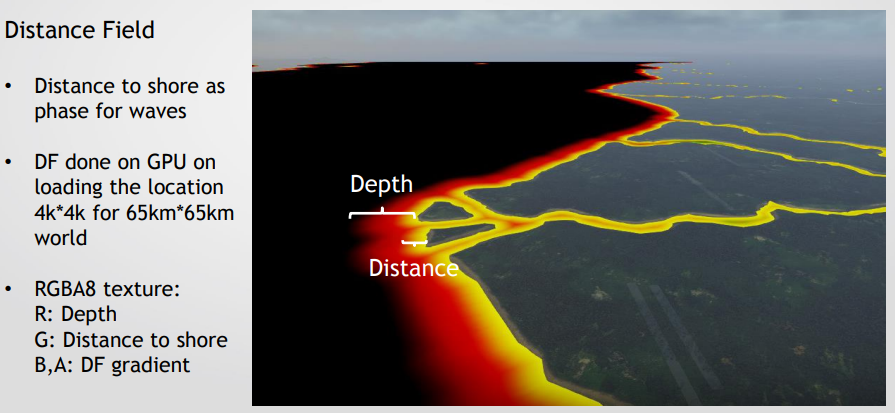 Distance Field
• Distance to shore as
phase for waves
• DF done on GPU on
loading the location
4k*4k for 65km*65km
world
• RGBA8 texture:
R: Depth
G: Distance to shore
B,A: DF gradient
Depth
Distance